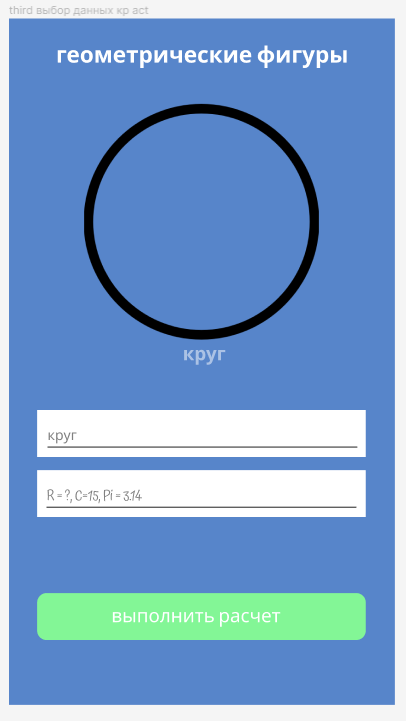 third выбор данных кр act
геометрические фигуры
круг
круг
R = ?, C=15, Pi = 3.14
выполнить расчет